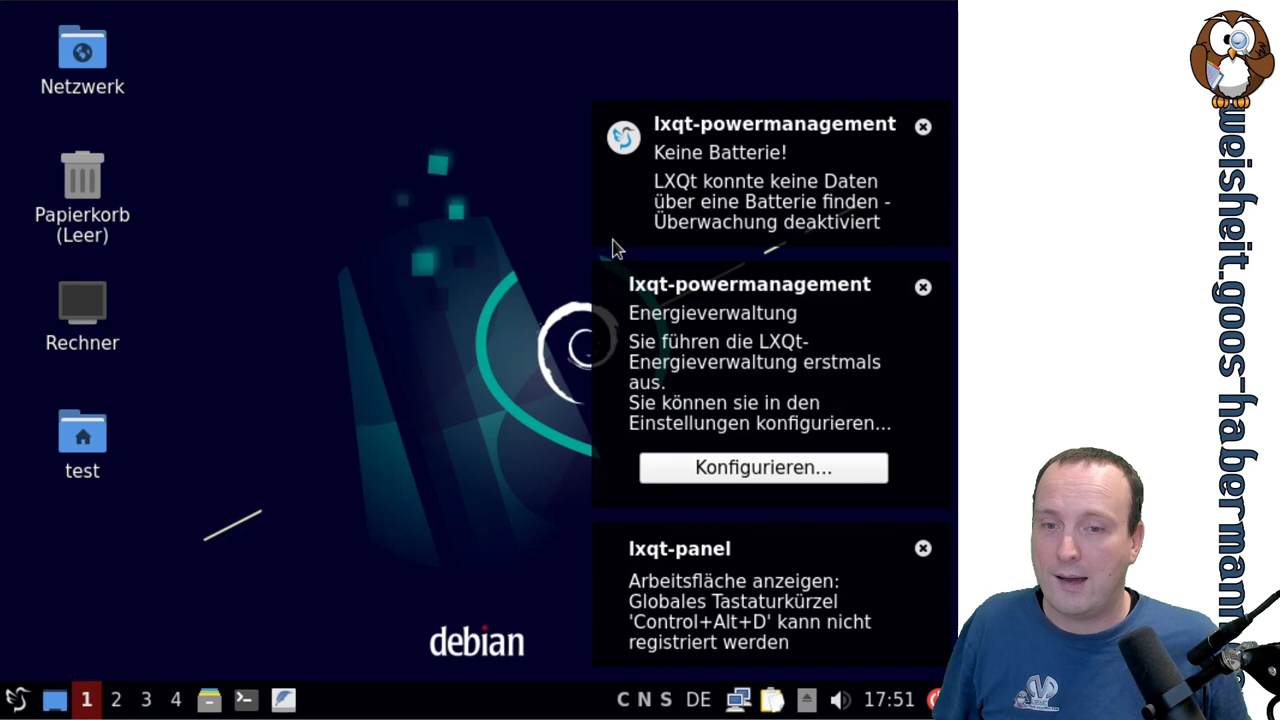 Netzwerk
Papierkorb
(Leer)
Rechner
test
lxqt-powermanagement
Keine Batterie!
LXQt konnte keine Daten
über eine Batterie finden -
Überwachung deaktiviert
lxqt-powermanagement
Energieverwaltung
Sie führen die LXQt-
Energieverwaltung erstmals
aus.
Sie können sie in den
Einstellungen konfigurieren...
Konfigurieren...
lxqt-panel
Arbeitsfläche anzeigen:
Globales Tastaturkürzel
'Control+Alt+D' kann nicht
registriert werden
debian
1 2 3 4
C N S DE 17:51
weisheit.goos-haberman